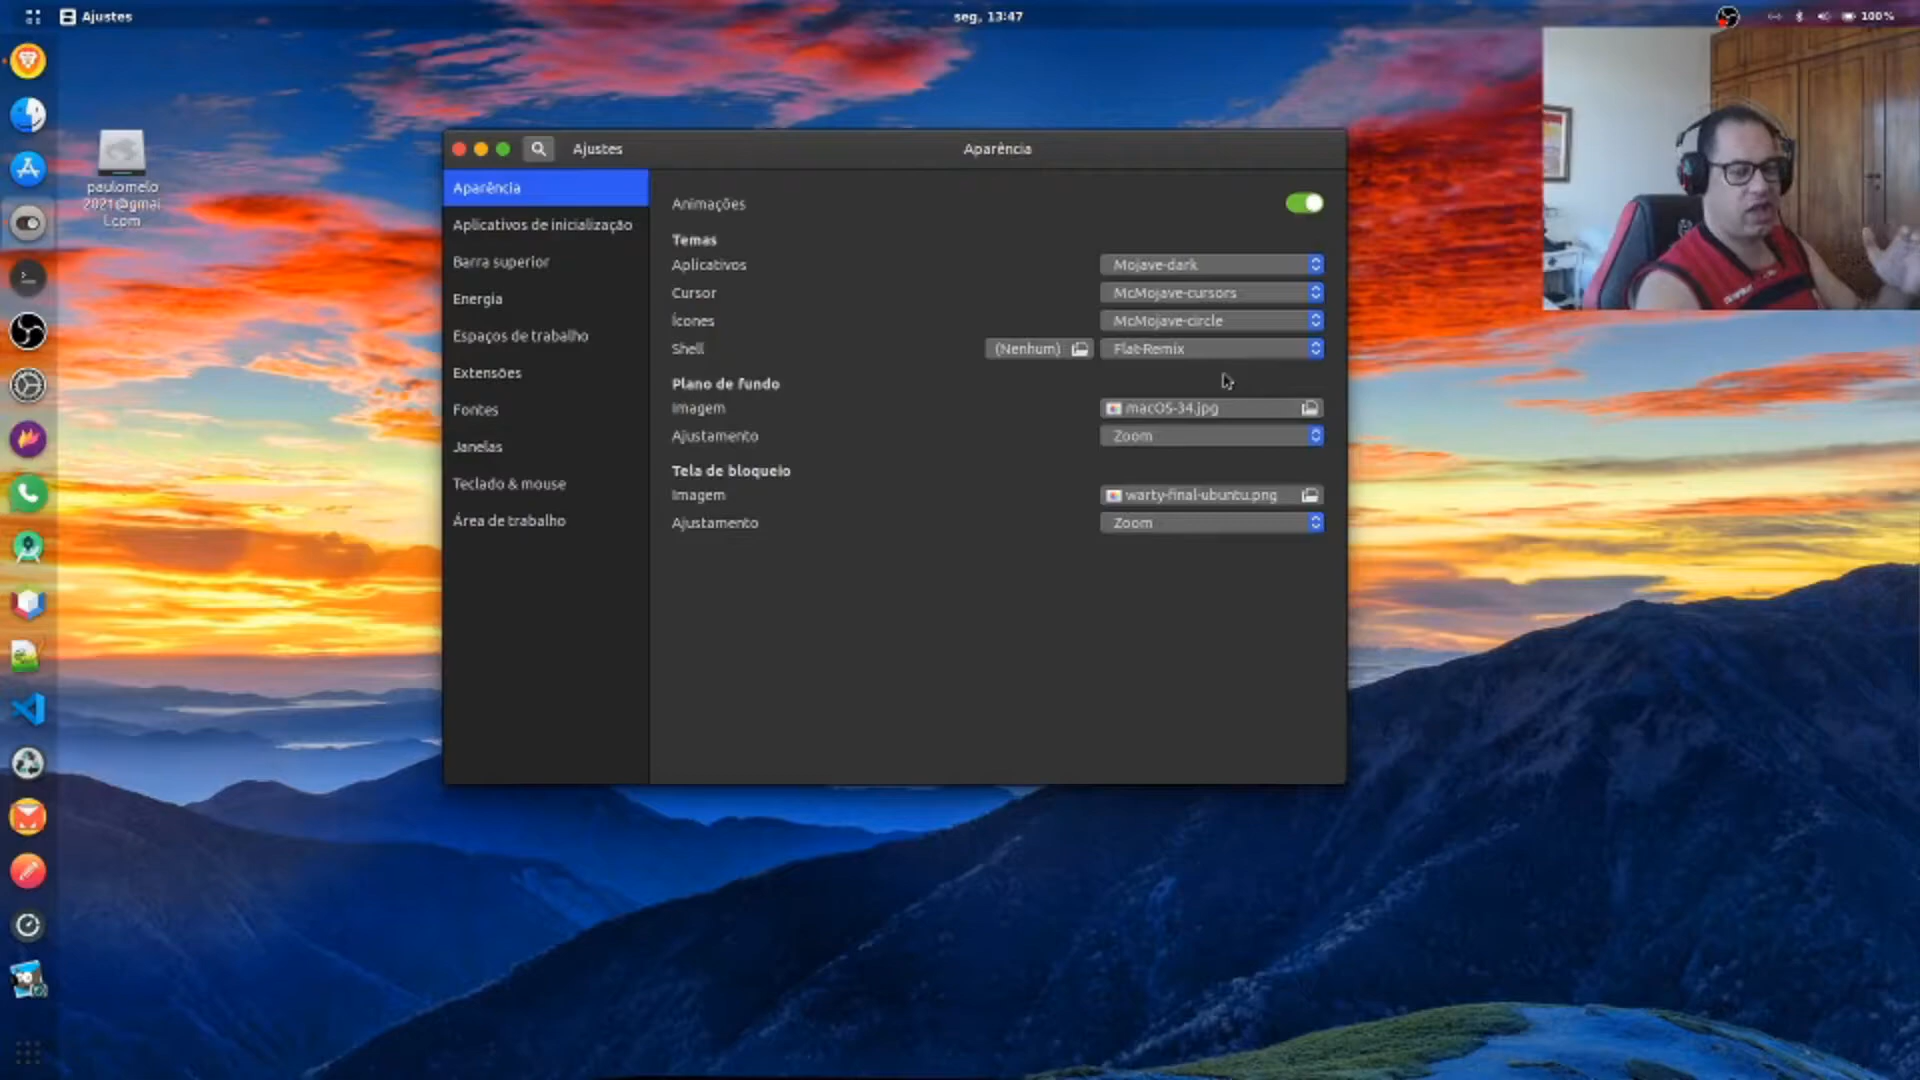 Ajustes
seg, 13:47
100%
paulomelo
2021@gmai
l.com
Ajustes
Aparência
Aparência
Aplicativos de inicialização
Barra superior
Energia
Espaços de trabalho
Extensões
Fontes
Janelas
Teclado & mouse
Área de trabalho
Animações
Temas
Aplicativos
Mojave-dark
Cursor
McMojave-cursors
Ícones
McMojave-circle
Shell
(Nenhum)
Flat-Remix
Plano de fundo
Imagem
macOS-34.jpg
Ajustamento
Zoom
Tela de bloqueio
Imagem
warty-final-ubuntu.png
Ajustamento
Zoom